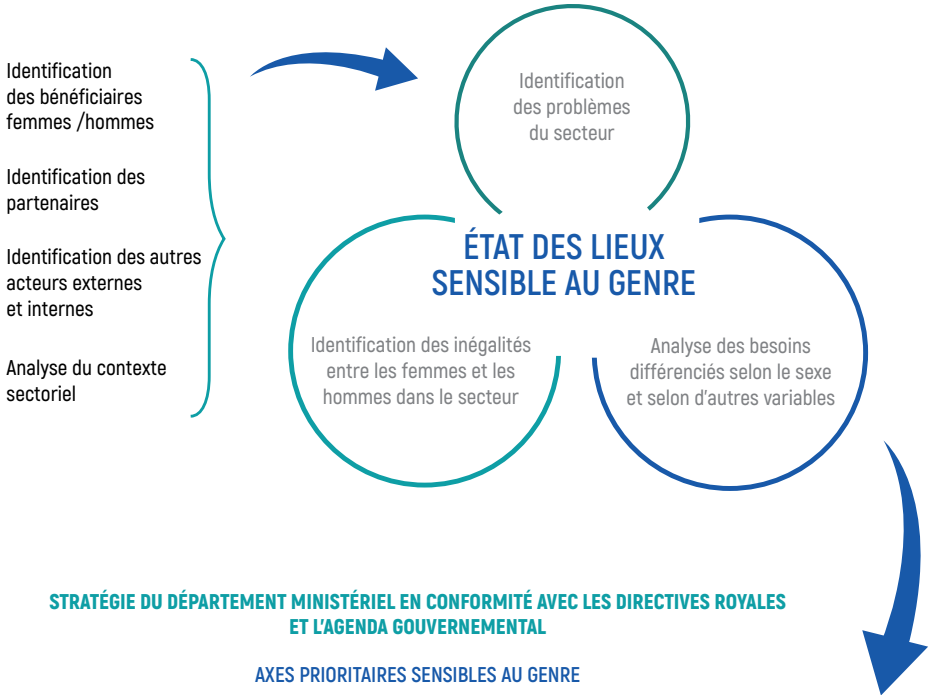 Identification
des bénéficiaires
femmes /hommes
Identification des
partenaires
Identification des autres
acteurs externes
et internes
Analyse du contexte
sectoriel
Identification
des problèmes
du secteur
ÉTAT DES LIEUX
SENSIBLE AU GENRE
Identification des inégalités
entre les femmes et les
hommes dans le secteur
Analyse des besoins
différenciés selon le sexe
et selon d'autres variables
STRATÉGIE DU DÉPARTEMENT MINISTÉRIEL EN CONFORMITÉ AVEC LES DIRECTIVES ROYALES
ET L'AGENDA GOUVERNEMENTAL
AXES PRIORITAIRES SENSIBLES AU GENRE